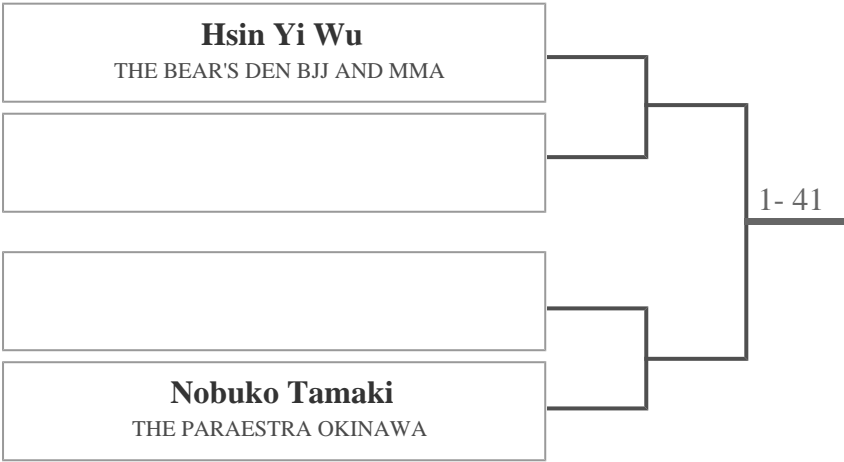 Hsin Yi Wu
THE BEAR'S DEN BJJ AND MMA
1- 41
Nobuko Tamaki
THE PARAESTRA OKINAWA